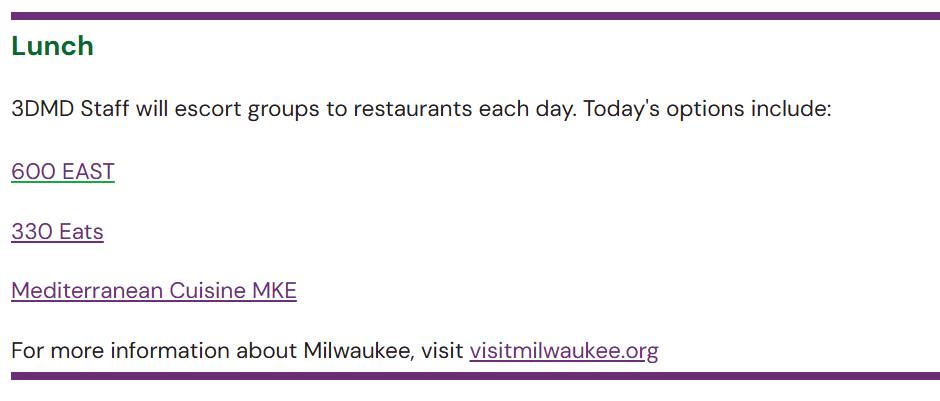 Lunch
3DMD Staff will escort groups to restaurants each day. Today's options include:
600 EAST
330 Eats
Mediterranean Cuisine MKE
For more information about Milwaukee, visit visitmilwaukee.org